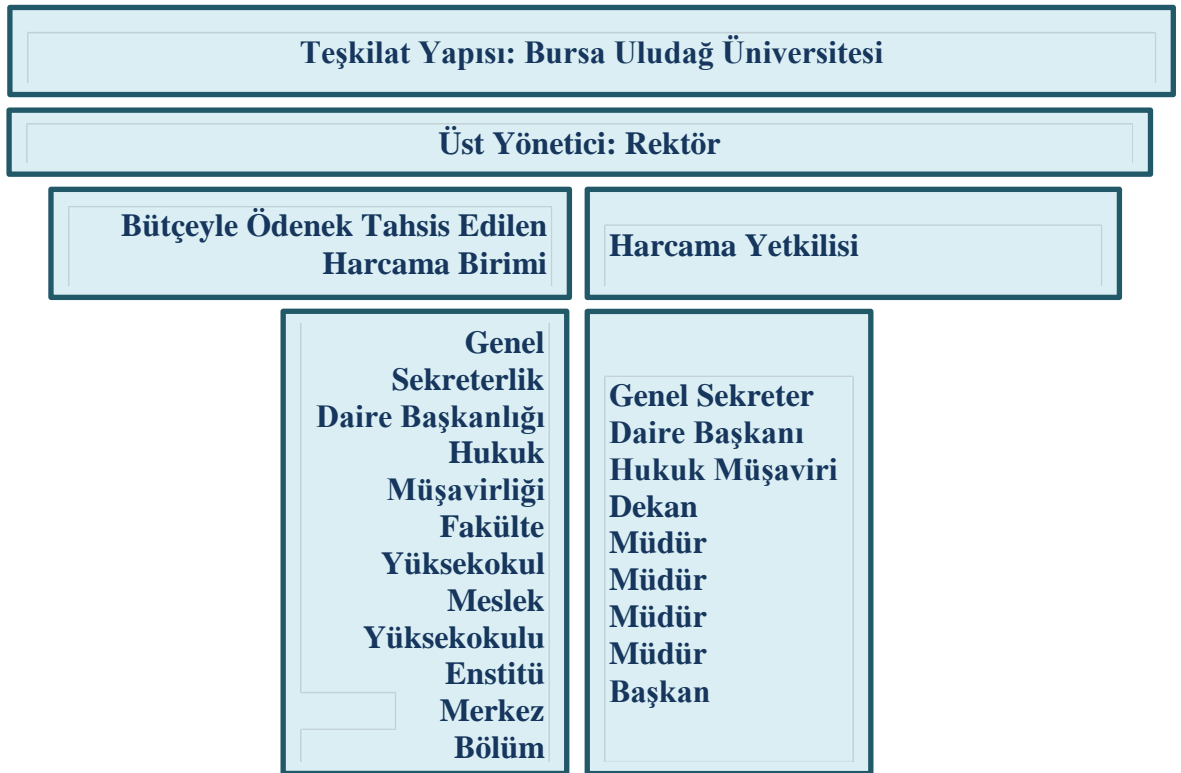 Teşkilat Yapısı: Bursa Uludağ Üniversitesi
Üst Yönetici: Rektör
Bütçeyle Ödenek Tahsis Edilen
Harcama Birimi
Harcama Yetkilisi
Genel
Sekreterlik
Daire Başkanlığı
Hukuk
Müşavirliği
Fakülte
Yüksekokul
Meslek
Yüksekokulu
Enstitü
Merkez
Bölüm
Genel Sekreter
Daire Başkanı
Hukuk Müşaviri
Dekan
Müdür
Müdür
Müdür
Müdür
Başkan